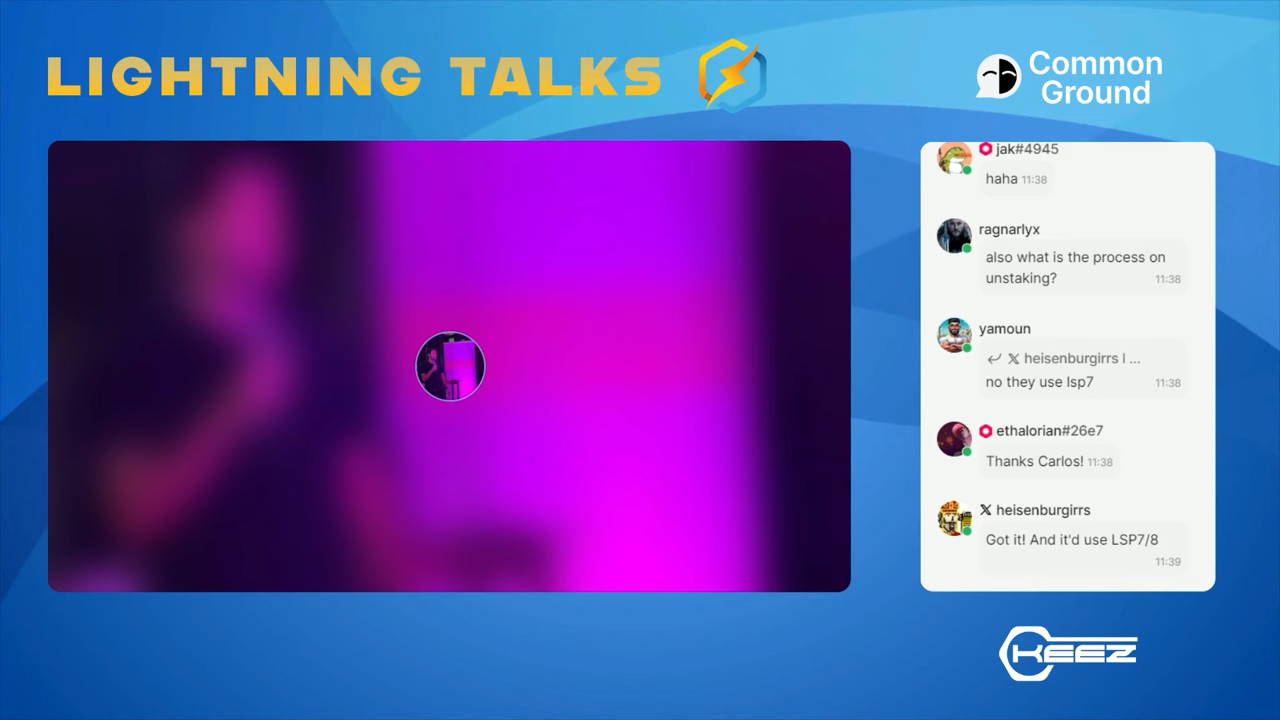 LIGHTNING TALKS
Common
Ground
jak#4945
haha 11:38
ragnarlyx
also what is the process on
unstaking?
11:38
yamoun
heisenburgirrs I ...
no they use lsp7 11:38
ethalorian#26e7
Thanks Carlos! 11:38
heisenburgirrs
Got it! And it'd use LSP7/8
11:39
KEEZ